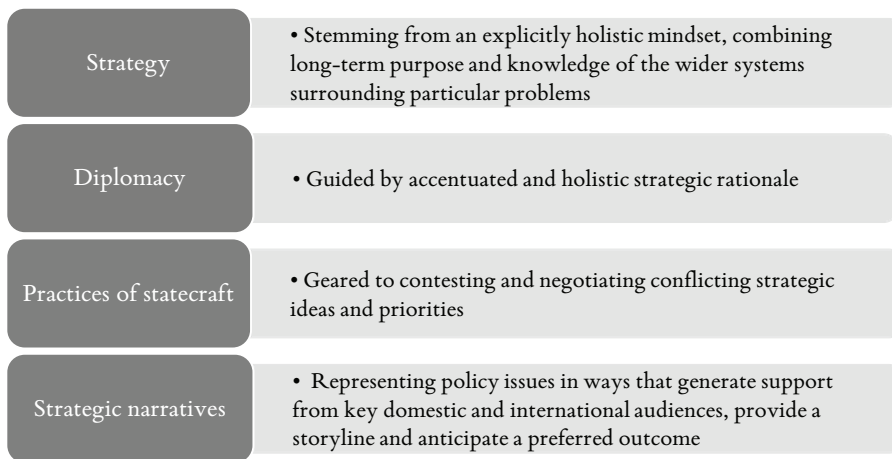 Strategy
• Stemming from an explicitly holistic mindset, combining
long-term purpose and knowledge of the wider systems
surrounding particular problems
Diplomacy
• Guided by accentuated and holistic strategic rationale
Practices of statecraft
• Geared to contesting and negotiating conflicting strategic
ideas and priorities
Strategic narratives
• Representing policy issues in ways that generate support
from key domestic and international audiences, provide a
storyline and anticipate a preferred outcome